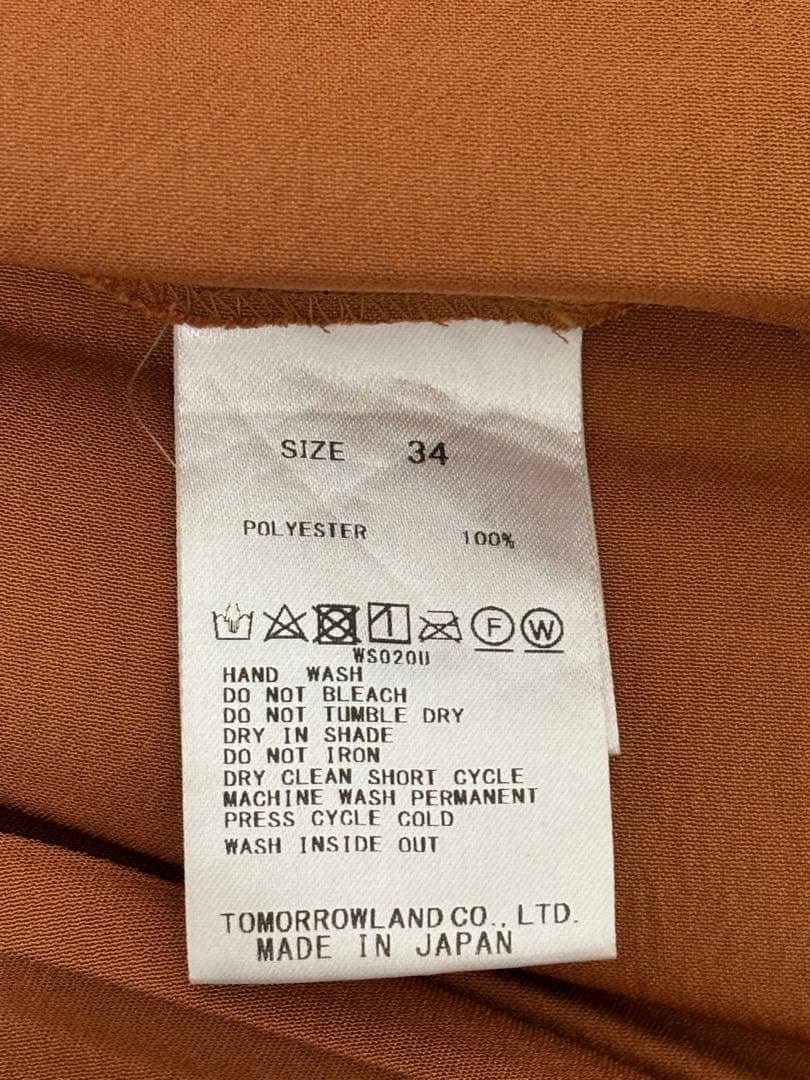 SIZE 34
POLYESTER 100%
F W
WS020U
HAND WASH
DO NOT BLEACH
DO NOT TUMBLE DRY
DRY IN SHADE
DO NOT IRON
DRY CLEAN SHORT CYCLE
MACHINE WASH PERMANENT
PRESS CYCLE COLD
WASH INSIDE OUT
TOMORROWLAND CO., LTD.
MADE IN JAPAN